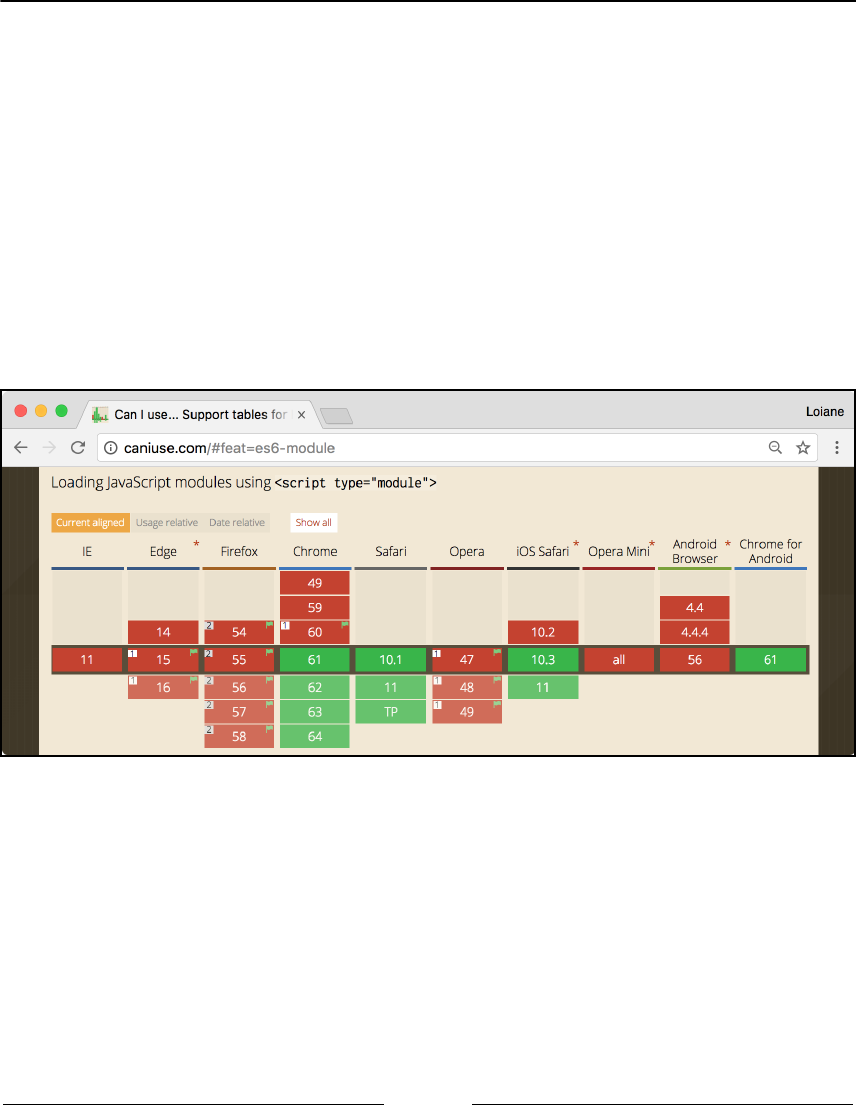 Can I use... Support tables for
Loiane
caniuse.com/#feat=es6-module
Loading JavaScript modules using <script type="module">
Current aligned Usage relative Date relative Show all
IE Edge * Firefox Chrome Safari Opera iOS Safari * Opera Mini * Android Browser * Chrome for Android
49
59 4.4
14 2 54 1 60 10.2 4.4.4
11 1 15 2 55 61 10.1 1 47 10.3 all 56 61
1 16 2 56 62 11 1 48 11
2 57 63 TP 1 49
2 58 64